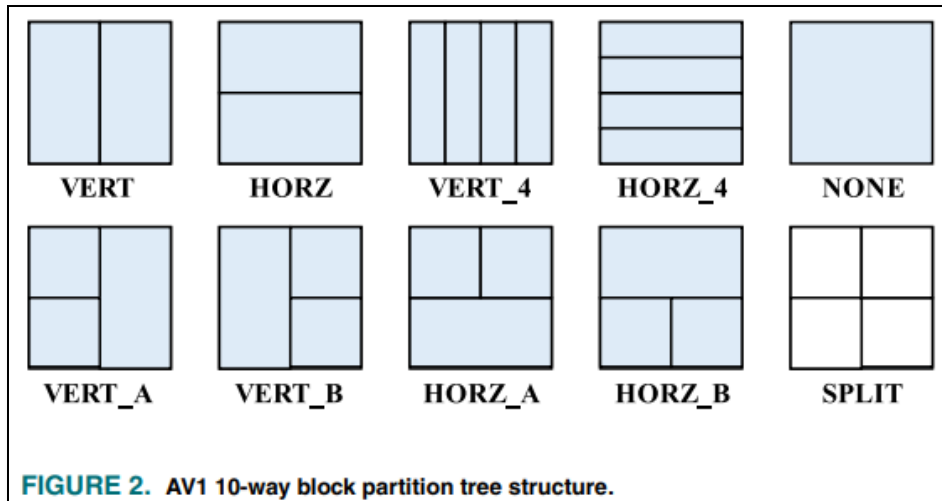 VERT HORZ VERT_4 HORZ_4 NONE
VERT_A VERT_B HORZ_A HORZ_B SPLIT
FIGURE 2. AV1 10-way block partition tree structure.